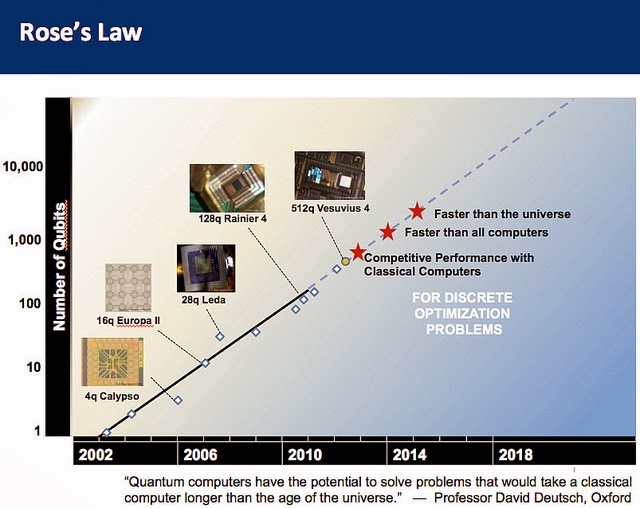 Rose's Law
10,000
1,000
100
10
1
Number of Qubits
512q Vesuvius 4
128q Rainier 4
28q Leda
16q Europa II
4q Calypso
Faster than the universe
Faster than all computers
Competitive Performance with
Classical Computers
FOR DISCRETE
OPTIMIZATION
PROBLEMS
2002 2006 2010 2014 2018
“Quantum computers have the potential to solve problems that would take a classical
computer longer than the age of the universe.” — Professor David Deutsch, Oxford